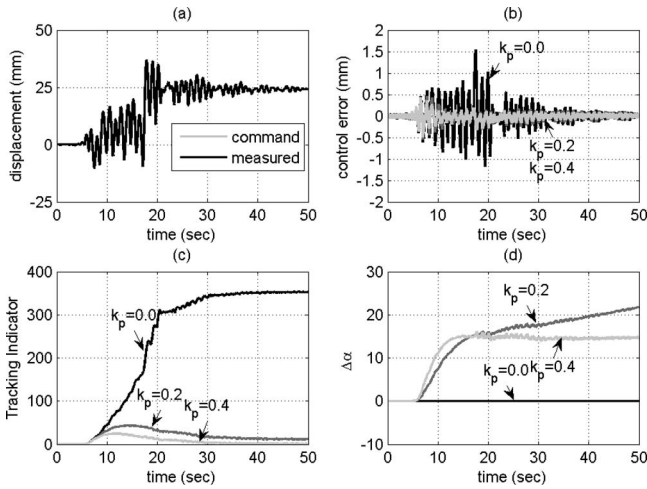 (a)
50
25
0
-25
displacement (mm)
command
measured
0 10 20 30 40 50
time (sec)
(b)
2
1.5
1
0.5
0
-0.5
-1
-1.5
-2
control error (mm)
kp=0.0
kp=0.2
kp=0.4
0 10 20 30 40 50
time (sec)
(c)
400
300
200
100
0
Tracking Indicator
kp=0.0
kp=0.2
kp=0.4
0 10 20 30 40 50
time (sec)
(d)
30
20
10
0
-10
Δα
kp=0.2
kp=0.0
kp=0.4
0 10 20 30 40 50
time (sec)